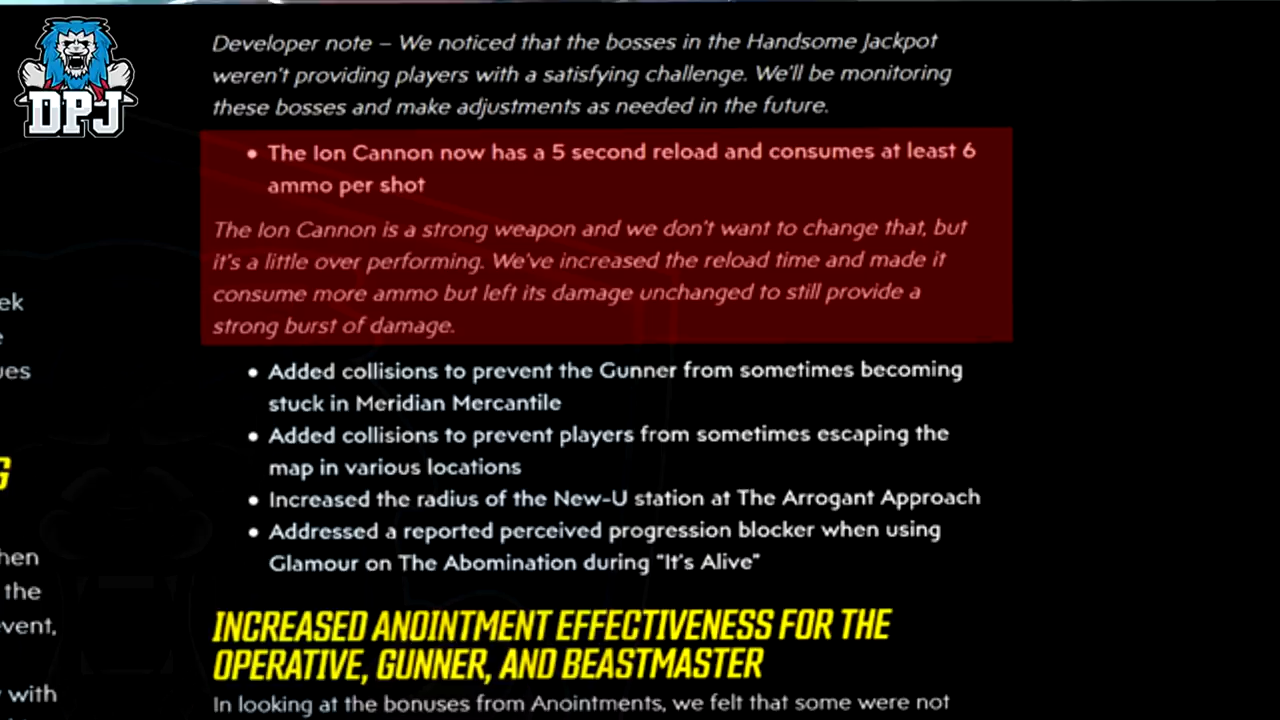 DPJ
Developer note – We noticed that the bosses in the Handsome Jackpot
weren't providing players with a satisfying challenge. We'll be monitoring
these bosses and make adjustments as needed in the future.
• The Ion Cannon now has a 5 second reload and consumes at least 6
ammo per shot
The Ion Cannon is a strong weapon and we don't want to change that, but
it's a little over performing. We've increased the reload time and made it
consume more ammo but left its damage unchanged to still provide a
strong burst of damage.
• Added collisions to prevent the Gunner from sometimes becoming
stuck in Meridian Mercantile
• Added collisions to prevent players from sometimes escaping the
map in various locations
• Increased the radius of the New-U station at The Arrogant Approach
• Addressed a reported perceived progression blocker when using
Glamour on The Abomination during "It's Alive"
INCREASED ANOINTMENT EFFECTIVENESS FOR THE
OPERATIVE, GUNNER, AND BEASTMASTER
In looking at the bonuses from Anointments, we felt that some were not
the
with